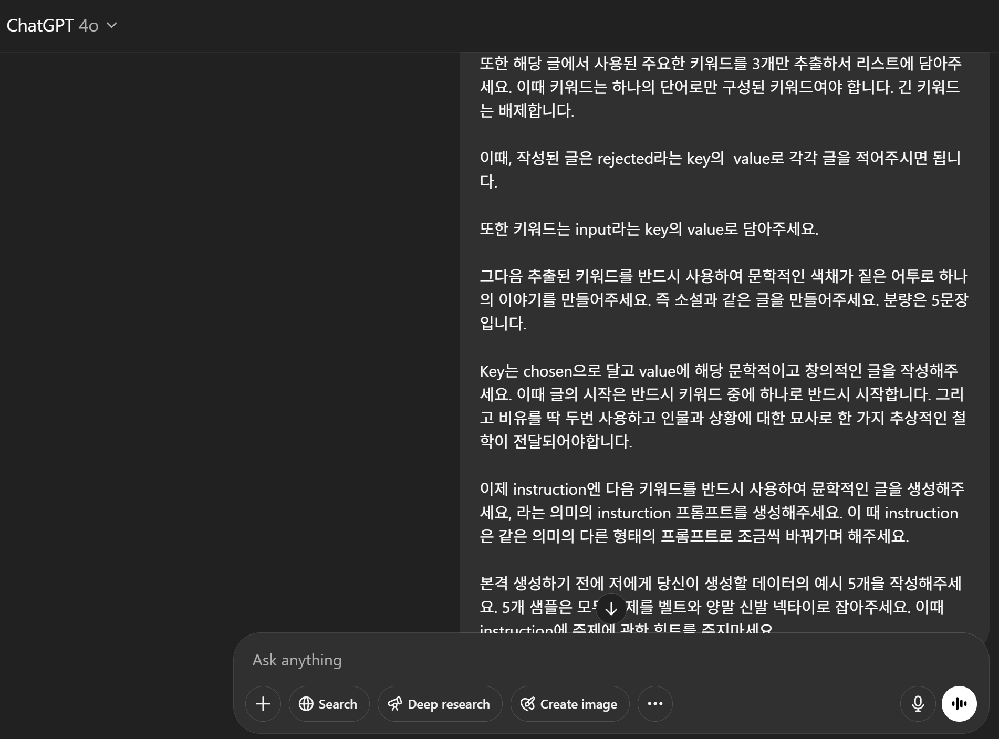 ChatGPT 4o
또한 해당 글에서 사용된 주요한 키워드를 3개만 추출하서 리스트에 담아주
세요. 이때 키워드는 하나의 단어로만 구성된 키워드여야 합니다. 긴 키워드
는 배제합니다.
이때, 작성된 글은 rejected라는 key의  value로 각각 글을 적어주시면 됩니
다.
또한 키워드는 input라는 key의 value로 담아주세요.
그다음 추출된 키워드를 반드시 사용하여 문학적인 색채가 짙은 어투로 하나
의 이야기를 만들어주세요. 즉 소설과 같은 글을 만들어주세요. 분량은 5문장
입니다.
Key는 chosen으로 달고 value에 해당 문학적이고 창의적인 글을 작성해주
세요. 이때 글의 시작은 반드시 키워드 중에 하나로 반드시 시작합니다. 그리
고 비유를 딱 두번 사용하고 인물과 상황에 대한 묘사로 한 가지 추상적인 철
학이 전달되어야합니다.
이제 instruction엔 다음 키워드를 반드시 사용하여 뮨학적인 글을 생성해주
세요, 라는 의미의 insturction 프롬프트를 생성해주세요. 이 때 instruction
은 같은 의미의 다른 형태의 프롬프트로 조금씩 바꿔가며 해주세요.
본격 생성하기 전에 저에게 당신이 생성할 데이터의 예시 5개을 작성해주세
요. 5개 샘플은 제를 벨트와 양말 신발 넥타이로 잡아주세요. 이때
instruction에 주제에 관한 힌트를 주지마세요
Ask anything
Search
Deep research
Create image